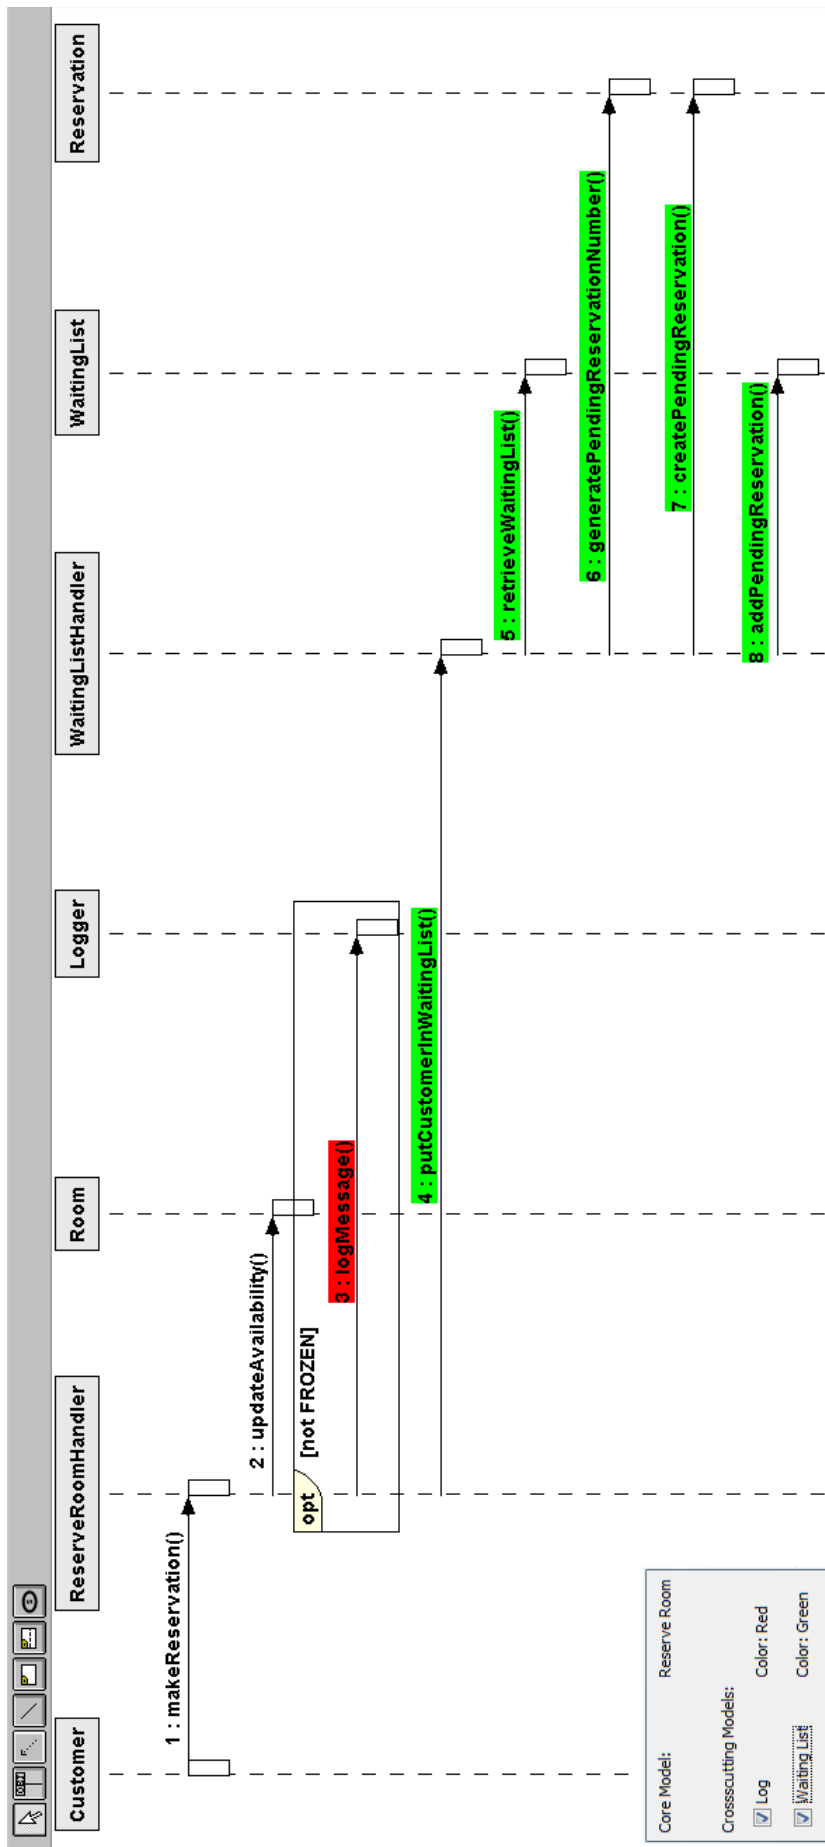 OBJ
S
Customer
ReserveRoomHandler
Room
Logger
WaitingListHandler
WaitingList
Reservation
1 : makeReservation()
2 : updateAvailability()
opt
[not FROZEN]
3 : logMessage()
4 : putCustomerInWaitingList()
5 : retrieveWaitingList()
6 : generatePendingReservationNumber()
7 : createPendingReservation()
8 : addPendingReservation()
Core Model: Reserve Room
Crossscutting Models:
Log Color: Red
Waiting List Color: Green